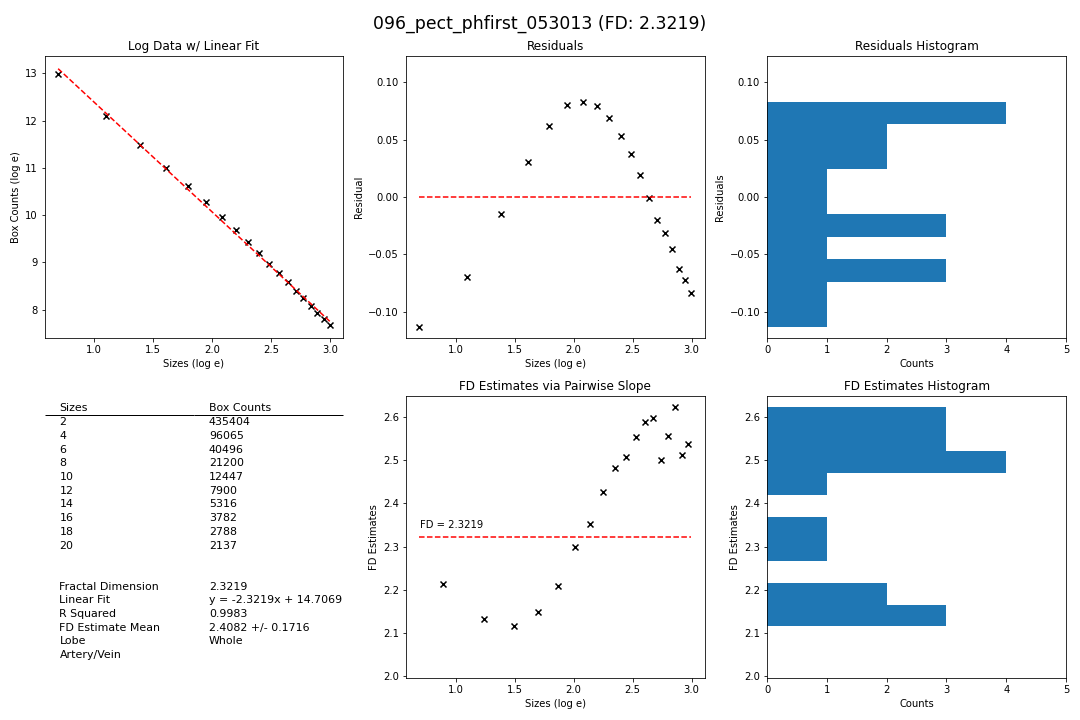 096_pect_phfirst_053013 (FD: 2.3219)
Log Data w/ Linear Fit
Box Counts (log e)
13
12
11
10
9
8
1.0 1.5 2.0 2.5 3.0
Sizes (log e)
Residuals
Residual
0.10
0.05
0.00
−0.05
−0.10
1.0 1.5 2.0 2.5 3.0
Sizes (log e)
Residuals Histogram
Residuals
0.10
0.05
0.00
−0.05
−0.10
0 1 2 3 4 5
Counts
Sizes Box Counts
2 435404
4 96065
6 40496
8 21200
10 12447
12 7900
14 5316
16 3782
18 2788
20 2137
Fractal Dimension 2.3219
Linear Fit y = -2.3219x + 14.7069
R Squared 0.9983
FD Estimate Mean 2.4082 +/- 0.1716
Lobe Whole
Artery/Vein
FD Estimates via Pairwise Slope
FD Estimates
2.6
2.5
2.4
2.3
2.2
2.1
2.0
FD = 2.3219
1.0 1.5 2.0 2.5 3.0
Sizes (log e)
FD Estimates Histogram
FD Estimates
2.6
2.5
2.4
2.3
2.2
2.1
2.0
0 1 2 3 4 5
Counts